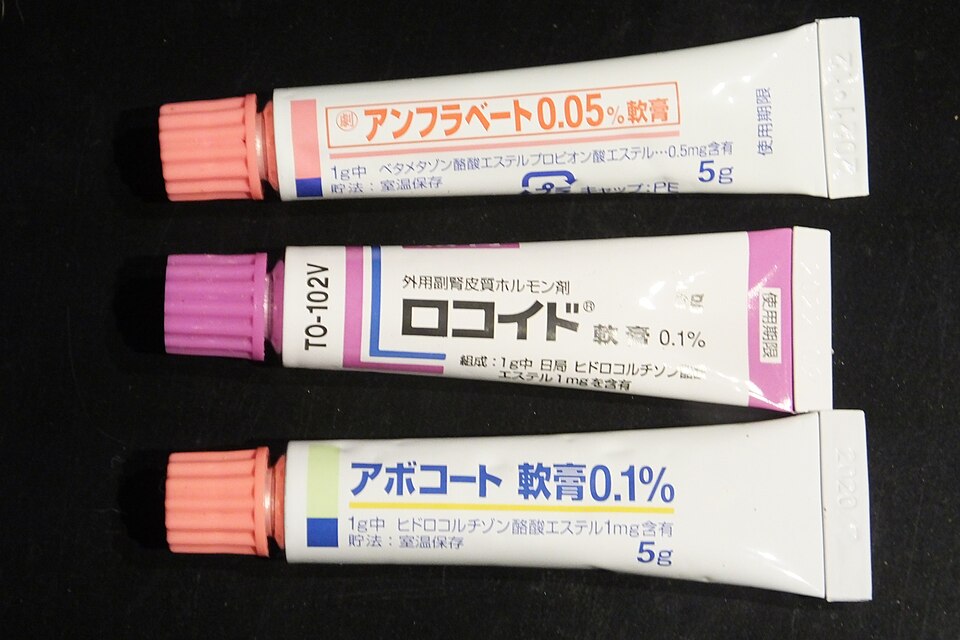 劇 アンフラベート0.05%軟膏
1g中 ベタメタゾン酪酸エステルプロピオン酸エステル…0.5mg含有
貯法：室温保存
プラ キャップ:PE
5g
使用期限
TO-102V
外用副腎皮質ホルモン剤
ロコイド® 軟膏 0.1%
組成：1g中 日局 ヒドロコルチゾン酪酸
エステル1mgを含有
使用期限
アボコート 軟膏0.1%
1g中 ヒドロコルチゾン酪酸エステル1mg含有
貯法：室温保存
5g